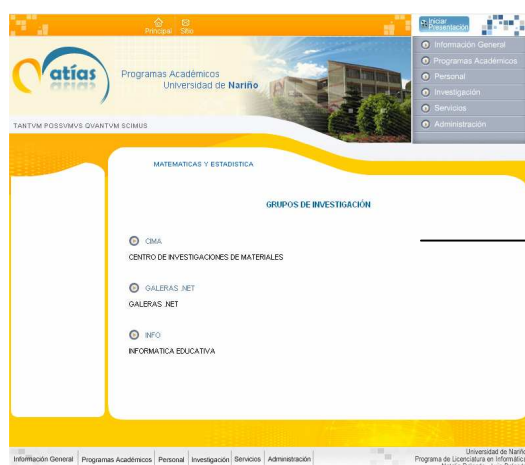 Principal Sitio
Iniciar
Presentación
Información General
Programas Académicos
Personal
Investigación
Servicios
Administración
atías
Programas Académicos
Universidad de Nariño
TANTVM POSSVMVS QVANTVM SCIMUS
MATEMATICAS Y ESTADISTICA
GRUPOS DE INVESTIGACIÓN
CIMA
CENTRO DE INVESTIGACIONES DE MATERIALES
GALERAS .NET
GALERAS .NET
INFO
INFORMATICA EDUCATIVA
Información General Programas Académicos Personal Investigación Servicios Administración
Universidad de Nariño
Programa de Licenciatura en Informática